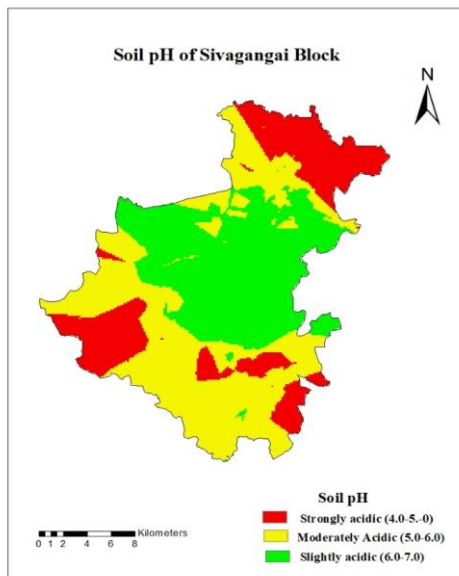 Soil pH of Sivagangai Block
N
Soil pH
Strongly acidic (4.0-5.-0)
Moderately Acidic (5.0-6.0)
Slightly acidic (6.0-7.0)
Kilometers
0 1 2 4 6 8